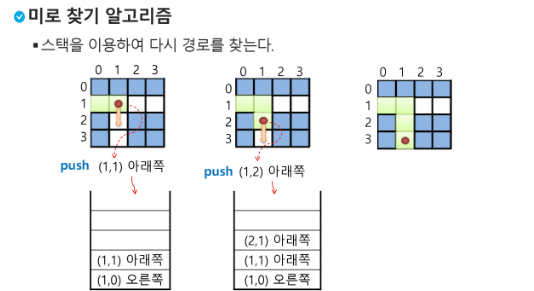 미로 찾기 알고리즘
▪ 스택을 이용하여 다시 경로를 찾는다.
0 1 2 3
0
1
2
3
push (1,1) 아래쪽
(1,1) 아래쪽
(1,0) 오른쪽
0 1 2 3
0
1
2
3
push (1,2) 아래쪽
(2,1) 아래쪽
(1,1) 아래쪽
(1,0) 오른쪽
0 1 2 3
0
1
2
3